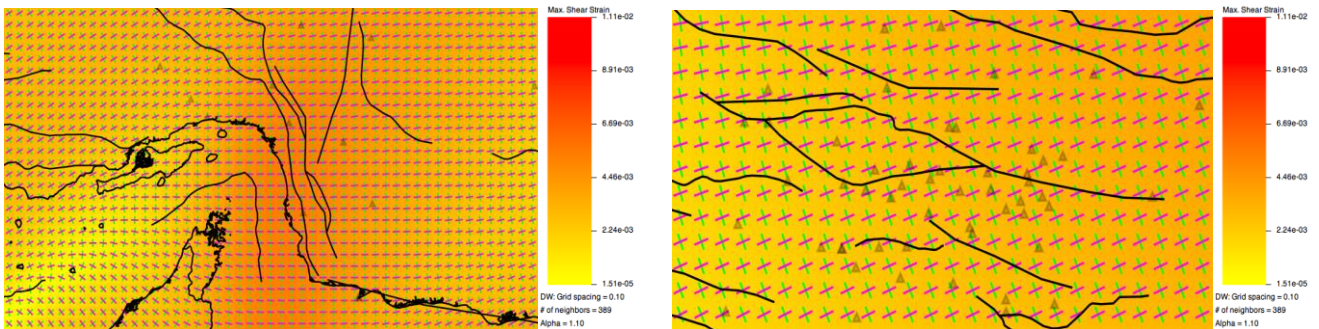 Max. Shear Strain
1.11e-02
8.91e-03
6.69e-03
4.46e-03
2.24e-03
1.51e-05
DW: Grid spacing = 0.10
# of neighbors = 389
Alpha = 1.10
Max. Shear Strain
1.11e-02
8.91e-03
6.69e-03
4.46e-03
2.24e-03
1.51e-05
DW: Grid spacing = 0.10
# of neighbors = 389
Alpha = 1.10